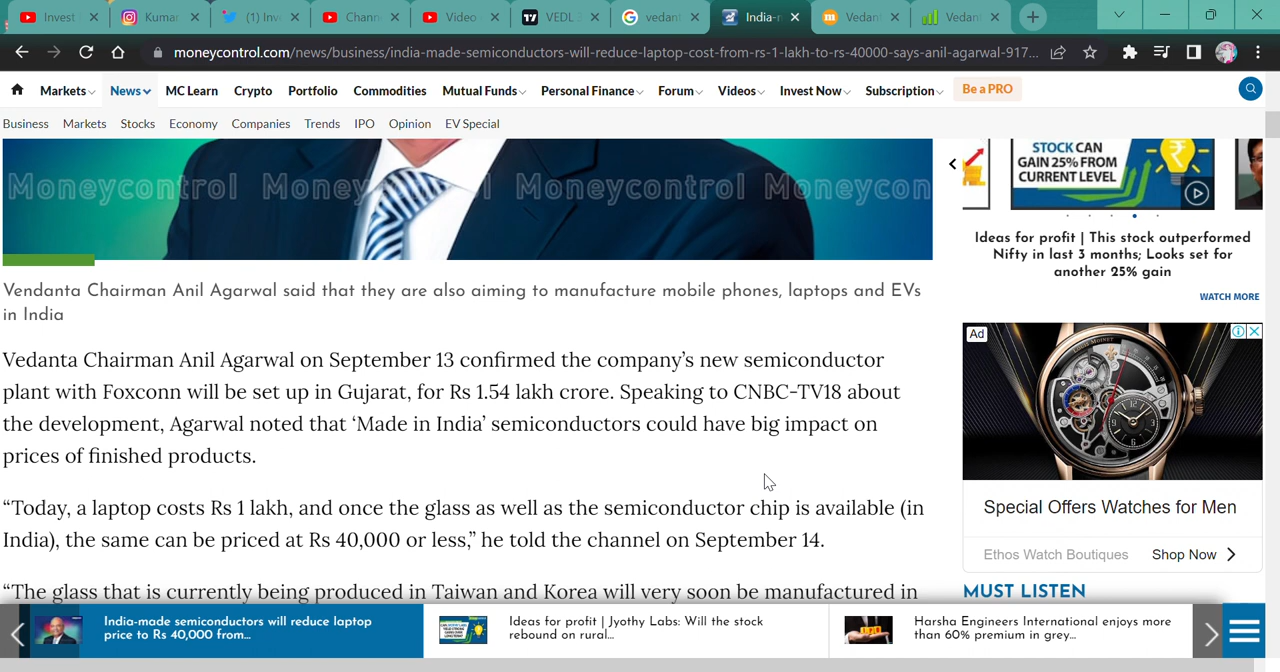 Invest
Kumar
(1) Inv
Chann
Video
VEDL
vedant
India-n
Vedan
Vedan
moneycontrol.com/news/business/india-made-semiconductors-will-reduce-laptop-cost-from-rs-1-lakh-to-rs-40000-says-anil-agarwal-917...
Markets News MC Learn Crypto Portfolio Commodities Mutual Funds Personal Finance Forum Videos Invest Now Subscription Be a PRO
Business Markets Stocks Economy Companies Trends IPO Opinion EV Special
Moneycontrol Moneycontrol Moneycontrol Moneycon
STOCK CAN
GAIN 25% FROM
CURRENT LEVEL
Ideas for profit | This stock outperformed
Nifty in last 3 months; Looks set for
another 25% gain
WATCH MORE
Vendanta Chairman Anil Agarwal said that they are also aiming to manufacture mobile phones, laptops and EVs
in India
Vedanta Chairman Anil Agarwal on September 13 confirmed the company’s new semiconductor
plant with Foxconn will be set up in Gujarat, for Rs 1.54 lakh crore. Speaking to CNBC-TV18 about
the development, Agarwal noted that ‘Made in India’ semiconductors could have big impact on
prices of finished products.
“Today, a laptop costs Rs 1 lakh, and once the glass as well as the semiconductor chip is available (in
India), the same can be priced at Rs 40,000 or less,” he told the channel on September 14.
“The glass that is currently being produced in Taiwan and Korea will very soon be manufactured in
Ad
Special Offers Watches for Men
Ethos Watch Boutiques Shop Now
MUST LISTEN
India-made semiconductors will reduce laptop
price to Rs 40,000 from...
Ideas for profit | Jyothy Labs: Will the stock
rebound on rural...
Harsha Engineers International enjoys more
than 60% premium in grey...